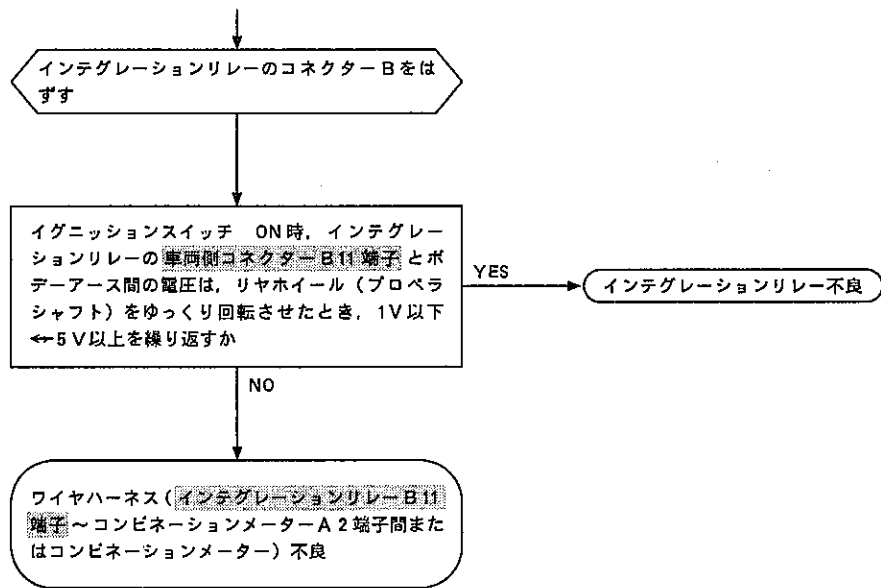 インテグレーションリレーのコネクターBをは
ずす
イグニッションスイッチ ON時，インテグレー
ションリレーの車両側コネクターB11端子とボ
デーアース間の電圧は，リヤホイール（プロペラ
シャフト）をゆっくり回転させたとき，1V以下
↔5V以上を繰り返すか
YES
インテグレーションリレー不良
NO
ワイヤハーネス（インテグレーションリレーB11
端子～コンビネーションメーターA2端子間また
はコンビネーションメーター）不良